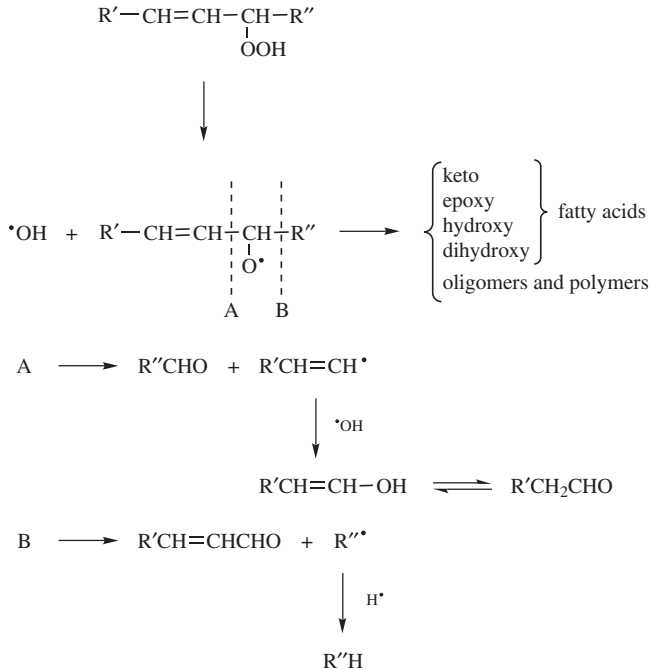 R′—CH=CH—CH—R″
OOH
keto
epoxy
hydroxy
dihydroxy
fatty acids
oligomers and polymers
•OH + R′—CH=CH—CH—R″
O•
A B
A R″CHO + R′CH=CH•
•OH
R′CH=CH—OH R′CH₂CHO
B R′CH=CHCHO + R″•
H•
R″H